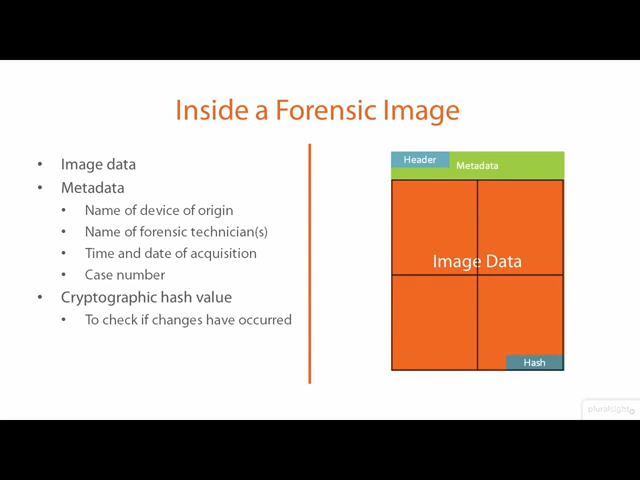 Inside a Forensic Image
• Image data
• Metadata
• Name of device of origin
• Name of forensic technician(s)
• Time and date of acquisition
• Case number
• Cryptographic hash value
• To check if changes have occurred
Header
Metadata
Image Data
Hash
pluralsight